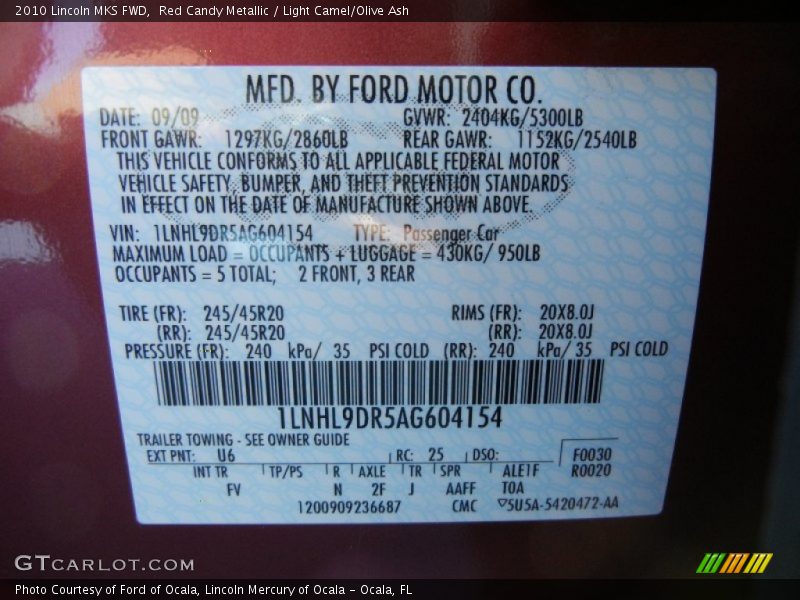 2010 Lincoln MKS FWD,  Red Candy Metallic / Light Camel/Olive Ash
MFD. BY FORD MOTOR CO.
DATE: 09/09 GVWR: 2404KG/5300LB
FRONT GAWR: 1297KG/2860LB REAR GAWR: 1152KG/2540LB
THIS VEHICLE CONFORMS TO ALL APPLICABLE FEDERAL MOTOR
VEHICLE SAFETY, BUMPER, AND THEFT PREVENTION STANDARDS
IN EFFECT ON THE DATE OF MANUFACTURE SHOWN ABOVE.
VIN: 1LNHL9DR5AG604154 TYPE: Passenger Car
MAXIMUM LOAD = OCCUPANTS + LUGGAGE = 430KG/ 950LB
OCCUPANTS = 5 TOTAL; 2 FRONT, 3 REAR
TIRE (FR): 245/45R20 RIMS (FR): 20X8.0J
(RR): 245/45R20 (RR): 20X8.0J
PRESSURE (FR): 240 kPa/ 35 PSI COLD (RR): 240 kPa/ 35 PSI COLD
1LNHL9DR5AG604154
TRAILER TOWING - SEE OWNER GUIDE
EXT PNT: U6 RC: 25 DSO: F0030
INT TR TP/PS R AXLE TR SPR ALE1F R0020
FV N 2F J AAFF TOA
1200909236687 CMC ▽5U5A-5420472-AA
GTCARLOT.COM
Photo Courtesy of Ford of Ocala, Lincoln Mercury of Ocala – Ocala, FL